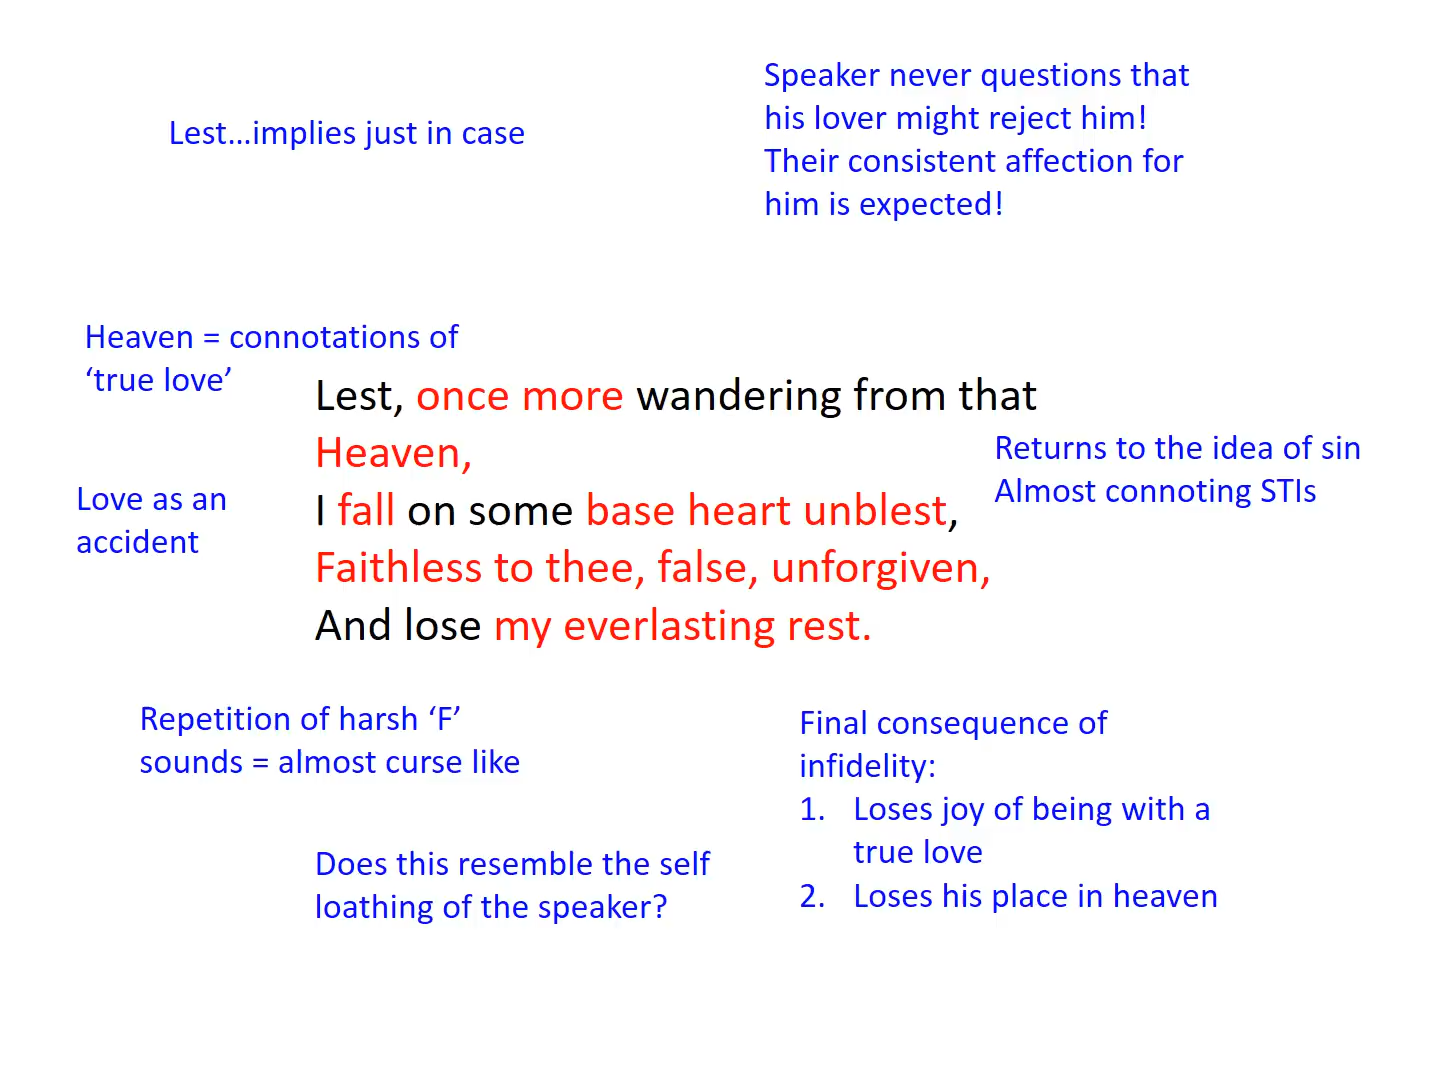 Lest…implies just in case
Speaker never questions that
his lover might reject him!
Their consistent affection for
him is expected!
Heaven = connotations of
‘true love’
Lest, once more wandering from that
Heaven,
I fall on some base heart unblest,
Faithless to thee, false, unforgiven,
And lose my everlasting rest.
Returns to the idea of sin
Almost connoting STIs
Love as an
accident
Repetition of harsh ‘F’
sounds = almost curse like
Does this resemble the self
loathing of the speaker?
Final consequence of
infidelity:
1. Loses joy of being with a
true love
2. Loses his place in heaven